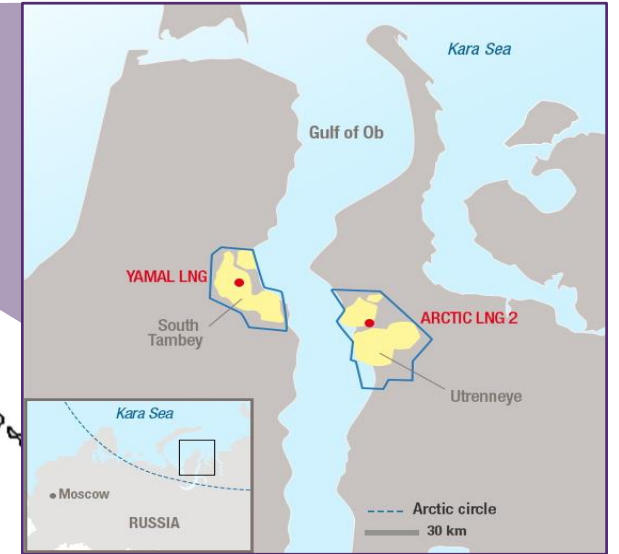 Kara Sea
Gulf of Ob
YAMAL LNG
South
Tambey
ARCTIC LNG 2
Utrenneye
Kara Sea
Moscow
RUSSIA
Arctic circle
30 km